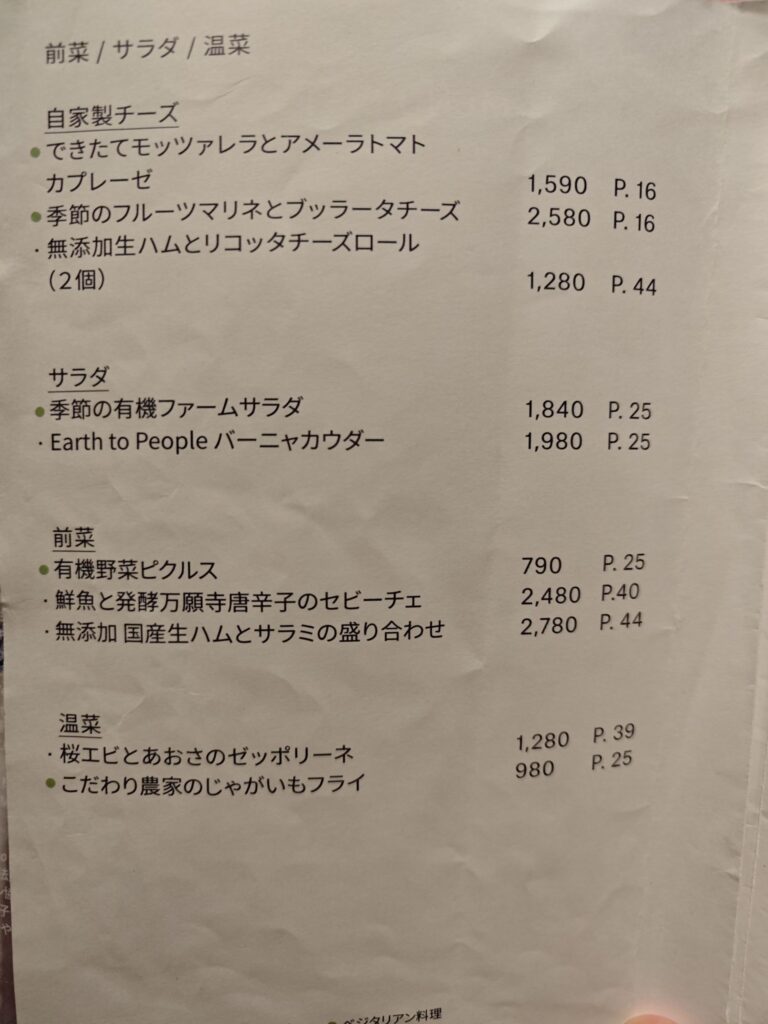 前菜 / サラダ / 温菜
自家製チーズ
● できたてモッツァレラとアメーラトマト
カプレーゼ 1,590 P. 16
● 季節のフルーツマリネとブッラータチーズ 2,580 P. 16
・無添加生ハムとリコッタチーズロール
（２個） 1,280 P. 44
サラダ
● 季節の有機ファームサラダ 1,840 P. 25
・Earth to People バーニャカウダー 1,980 P. 25
前菜
● 有機野菜ピクルス 790 P. 25
・鮮魚と発酵万願寺唐辛子のセビーチェ 2,480 P.40
・無添加 国産生ハムとサラミの盛り合わせ 2,780 P. 44
温菜
・桜エビとあおさのゼッポリーネ 1,280 P. 39
● こだわり農家のじゃがいもフライ 980 P. 25
● ベジタリアン料理